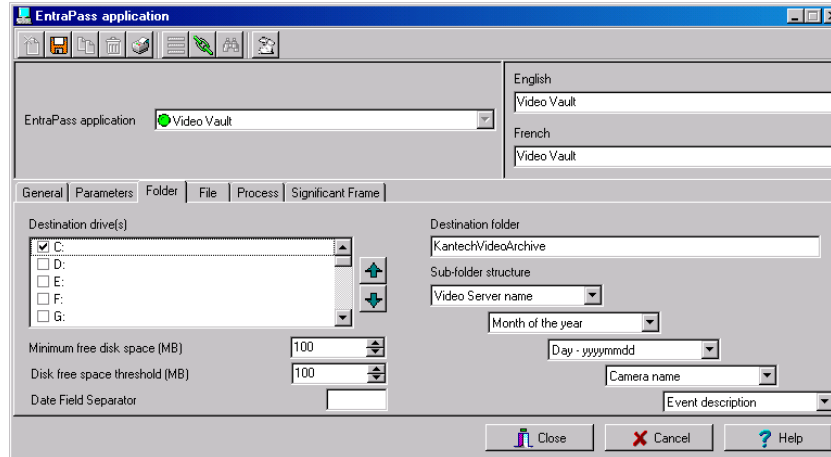 EntraPass application
English
Video Vault
EntraPass application
Video Vault
French
Video Vault
General Parameters Folder File Process Significant Frame
Destination drive(s)
C:
D:
E:
F:
G:
Minimum free disk space (MB) 100
Disk free space threshold (MB) 100
Date Field Separator
Destination folder
KantechVideoArchive
Sub-folder structure
Video Server name
Month of the year
Day - yyyymmdd
Camera name
Event description
Close Cancel Help